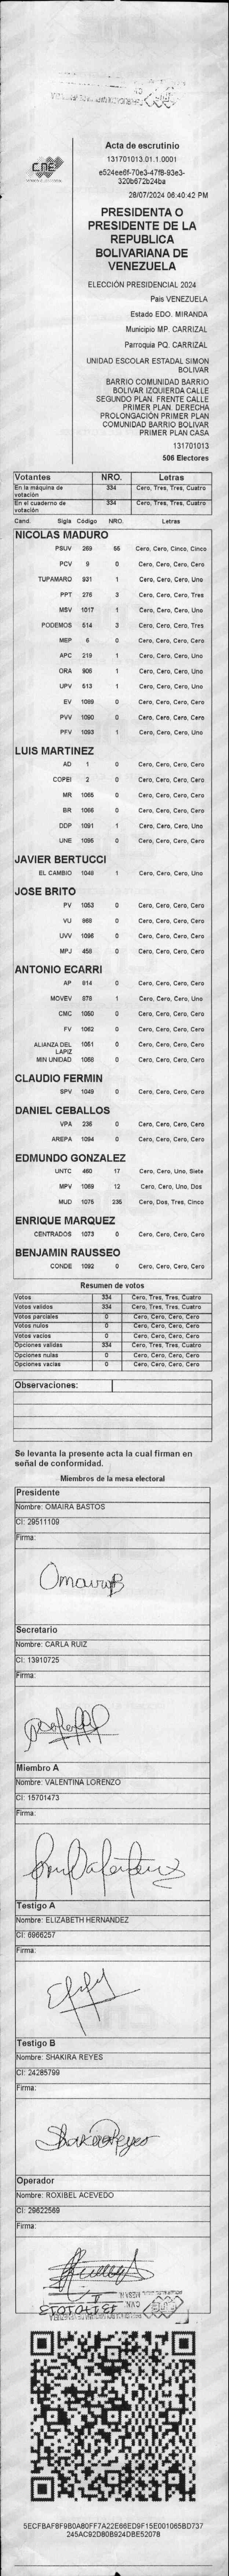 cne
Acta de escrutinio
131701013.01.1.0001
e524ee6f-70e3-47f8-93e3-
320b672b24ba
28/07/2024 06:40:42 PM
PRESIDENTA O
PRESIDENTE DE LA
REPUBLICA
BOLIVARIANA DE
VENEZUELA
ELECCIÓN PRESIDENCIAL 2024
País VENEZUELA
Estado EDO. MIRANDA
Municipio MP. CARRIZAL
Parroquia PQ. CARRIZAL
UNIDAD ESCOLAR ESTADAL SIMON
BOLIVAR
BARRIO COMUNIDAD BARRIO
BOLIVAR IZQUIERDA CALLE
SEGUNDO PLAN. FRENTE CALLE
PRIMER PLAN. DERECHA
PROLONGACIÓN PRIMER PLAN
COMUNIDAD BARRIO BOLIVAR
PRIMER PLAN CASA
131701013
506 Electores
Votantes NRO. Letras
En la máquina de votación 334 Cero, Tres, Tres, Cuatro
En el cuaderno de votación 334 Cero, Tres, Tres, Cuatro
Cand. Sigla Código NRO. Letras
NICOLAS MADURO
PSUV 269 55 Cero, Cero, Cinco, Cinco
PCV 9 0 Cero, Cero, Cero, Cero
TUPAMARO 931 1 Cero, Cero, Cero, Uno
PPT 276 3 Cero, Cero, Cero, Tres
MSV 1017 1 Cero, Cero, Cero, Uno
PODEMOS 514 3 Cero, Cero, Cero, Tres
MEP 6 0 Cero, Cero, Cero, Cero
APC 219 1 Cero, Cero, Cero, Uno
ORA 906 1 Cero, Cero, Cero, Uno
UPV 513 1 Cero, Cero, Cero, Uno
EV 1089 0 Cero, Cero, Cero, Cero
PVV 1090 0 Cero, Cero, Cero, Cero
PFV 1093 1 Cero, Cero, Cero, Uno
LUIS MARTINEZ
AD 1 0 Cero, Cero, Cero, Cero
COPEI 2 0 Cero, Cero, Cero, Cero
MR 1065 0 Cero, Cero, Cero, Cero
BR 1066 0 Cero, Cero, Cero, Cero
DDP 1091 1 Cero, Cero, Cero, Uno
UNE 1095 0 Cero, Cero, Cero, Cero
JAVIER BERTUCCI
EL CAMBIO 1048 1 Cero, Cero, Cero, Uno
JOSE BRITO
PV 1053 0 Cero, Cero, Cero, Cero
VU 868 0 Cero, Cero, Cero, Cero
UVV 1096 0 Cero, Cero, Cero, Cero
MPJ 458 0 Cero, Cero, Cero, Cero
ANTONIO ECARRI
AP 814 0 Cero, Cero, Cero, Cero
MOVEV 878 1 Cero, Cero, Cero, Uno
CMC 1050 0 Cero, Cero, Cero, Cero
FV 1062 0 Cero, Cero, Cero, Cero
ALIANZA DEL LAPIZ 1051 0 Cero, Cero, Cero, Cero
MIN UNIDAD 1068 0 Cero, Cero, Cero, Cero
CLAUDIO FERMIN
SPV 1049 0 Cero, Cero, Cero, Cero
DANIEL CEBALLOS
VPA 236 0 Cero, Cero, Cero, Cero
AREPA 1094 0 Cero, Cero, Cero, Cero
EDMUNDO GONZALEZ
UNTC 460 17 Cero, Cero, Uno, Siete
MPV 1069 12 Cero, Cero, Uno, Dos
MUD 1075 235 Cero, Dos, Tres, Cinco
ENRIQUE MARQUEZ
CENTRADOS 1073 0 Cero, Cero, Cero, Cero
BENJAMIN RAUSSEO
CONDE 1092 0 Cero, Cero, Cero, Cero
Resumen de votos
Votos 334 Cero, Tres, Tres, Cuatro
Votos validos 334 Cero, Tres, Tres, Cuatro
Votos parciales 0 Cero, Cero, Cero, Cero
Votos nulos 0 Cero, Cero, Cero, Cero
Votos vacíos 0 Cero, Cero, Cero, Cero
Opciones validas 334 Cero, Tres, Tres, Cuatro
Opciones nulas 0 Cero, Cero, Cero, Cero
Opciones vacias 0 Cero, Cero, Cero, Cero
Observaciones:
Se levanta la presente acta la cual firman en
señal de conformidad.
Miembros de la mesa electoral
Presidente
Nombre: OMAIRA BASTOS
CI: 29511109
Firma:
OmairaB
Secretario
Nombre: CARLA RUIZ
CI: 13910725
Firma:
Miembro A
Nombre: VALENTINA LORENZO
CI: 15701473
Firma:
Testigo A
Nombre: ELIZABETH HERNANDEZ
CI: 6966257
Firma:
Testigo B
Nombre: SHAKIRA REYES
CI: 24285799
Firma:
Shakira Reyes
Operador
Nombre: ROXIBEL ACEVEDO
CI: 29622569
Firma:
5ECFBAF8F9B0A80FF7A22E66ED9F15E001065BD737
245AC92D80B924DBE52078